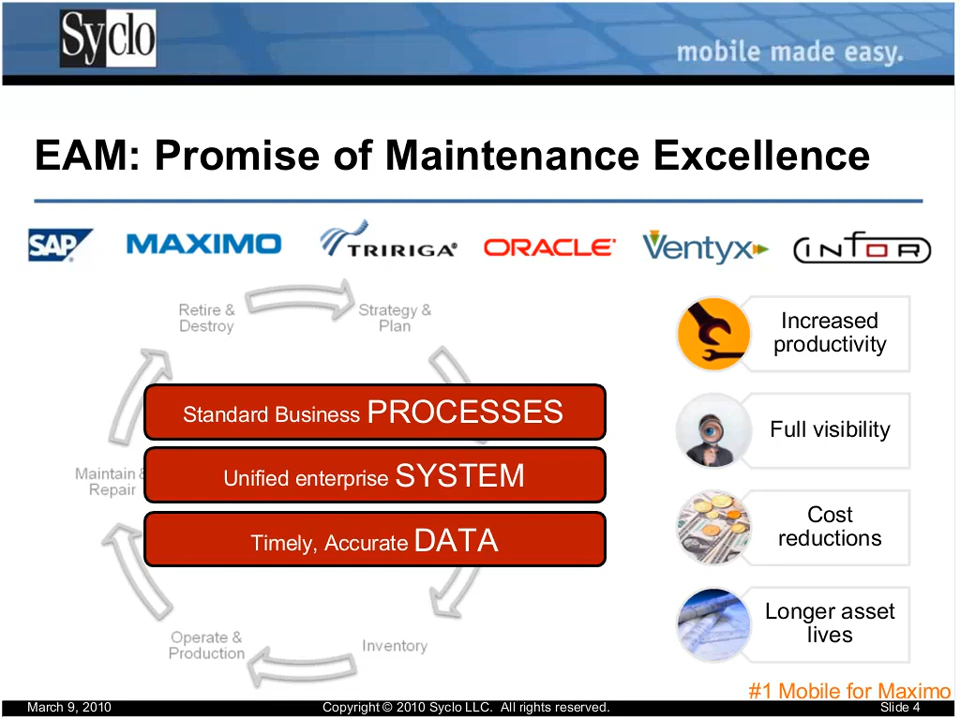 Syclo
mobile made easy.
EAM: Promise of Maintenance Excellence
SAP MAXIMO TRIRIGA ORACLE Ventyx infor
Retire &
Destroy
Strategy &
Plan
Standard Business PROCESSES
Unified enterprise SYSTEM
Timely, Accurate DATA
Maintain &
Repair
Operate &
Production
Inventory
Increased
productivity
Full visibility
Cost
reductions
Longer asset
lives
#1 Mobile for Maximo
March 9, 2010 Copyright © 2010 Syclo LLC. All rights reserved. Slide 4